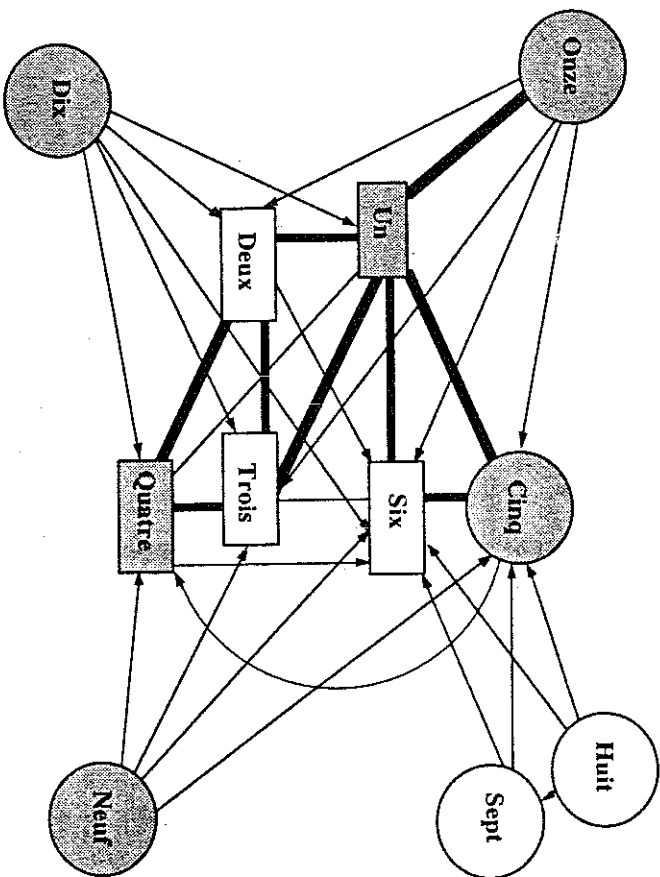 Onze
Dix
Un
Deux
Cinq
Six
Trois
Quatre
Huit
Sept
Neuf